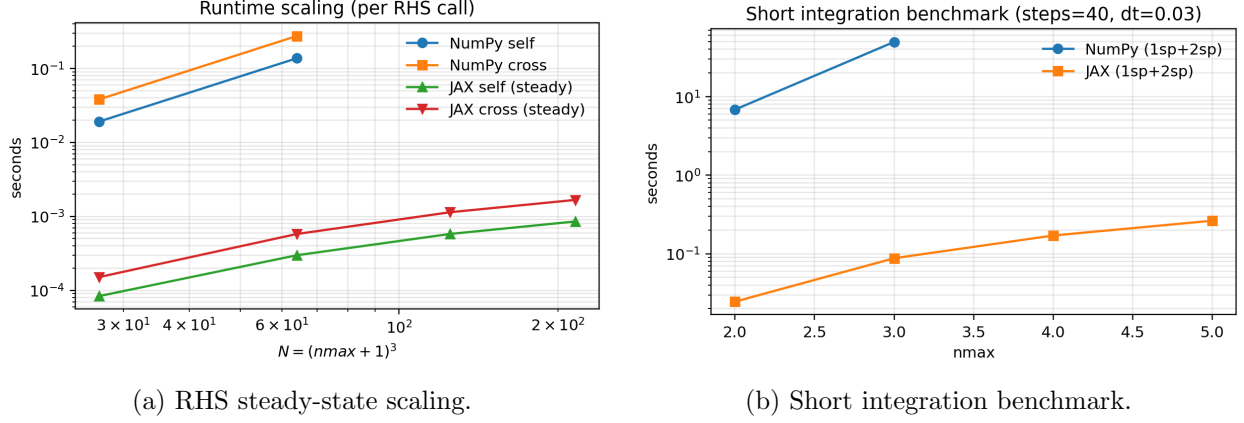 Runtime scaling (per RHS call)
NumPy self
NumPy cross
JAX self (steady)
JAX cross (steady)
seconds
10⁻¹
10⁻²
10⁻³
10⁻⁴
3 × 10¹
4 × 10¹
6 × 10¹
10²
2 × 10²
N = (nmax + 1)³
(a) RHS steady-state scaling.
Short integration benchmark (steps=40, dt=0.03)
NumPy (1sp+2sp)
JAX (1sp+2sp)
seconds
10¹
10⁰
10⁻¹
2.0
2.5
3.0
3.5
4.0
4.5
5.0
nmax
(b) Short integration benchmark.